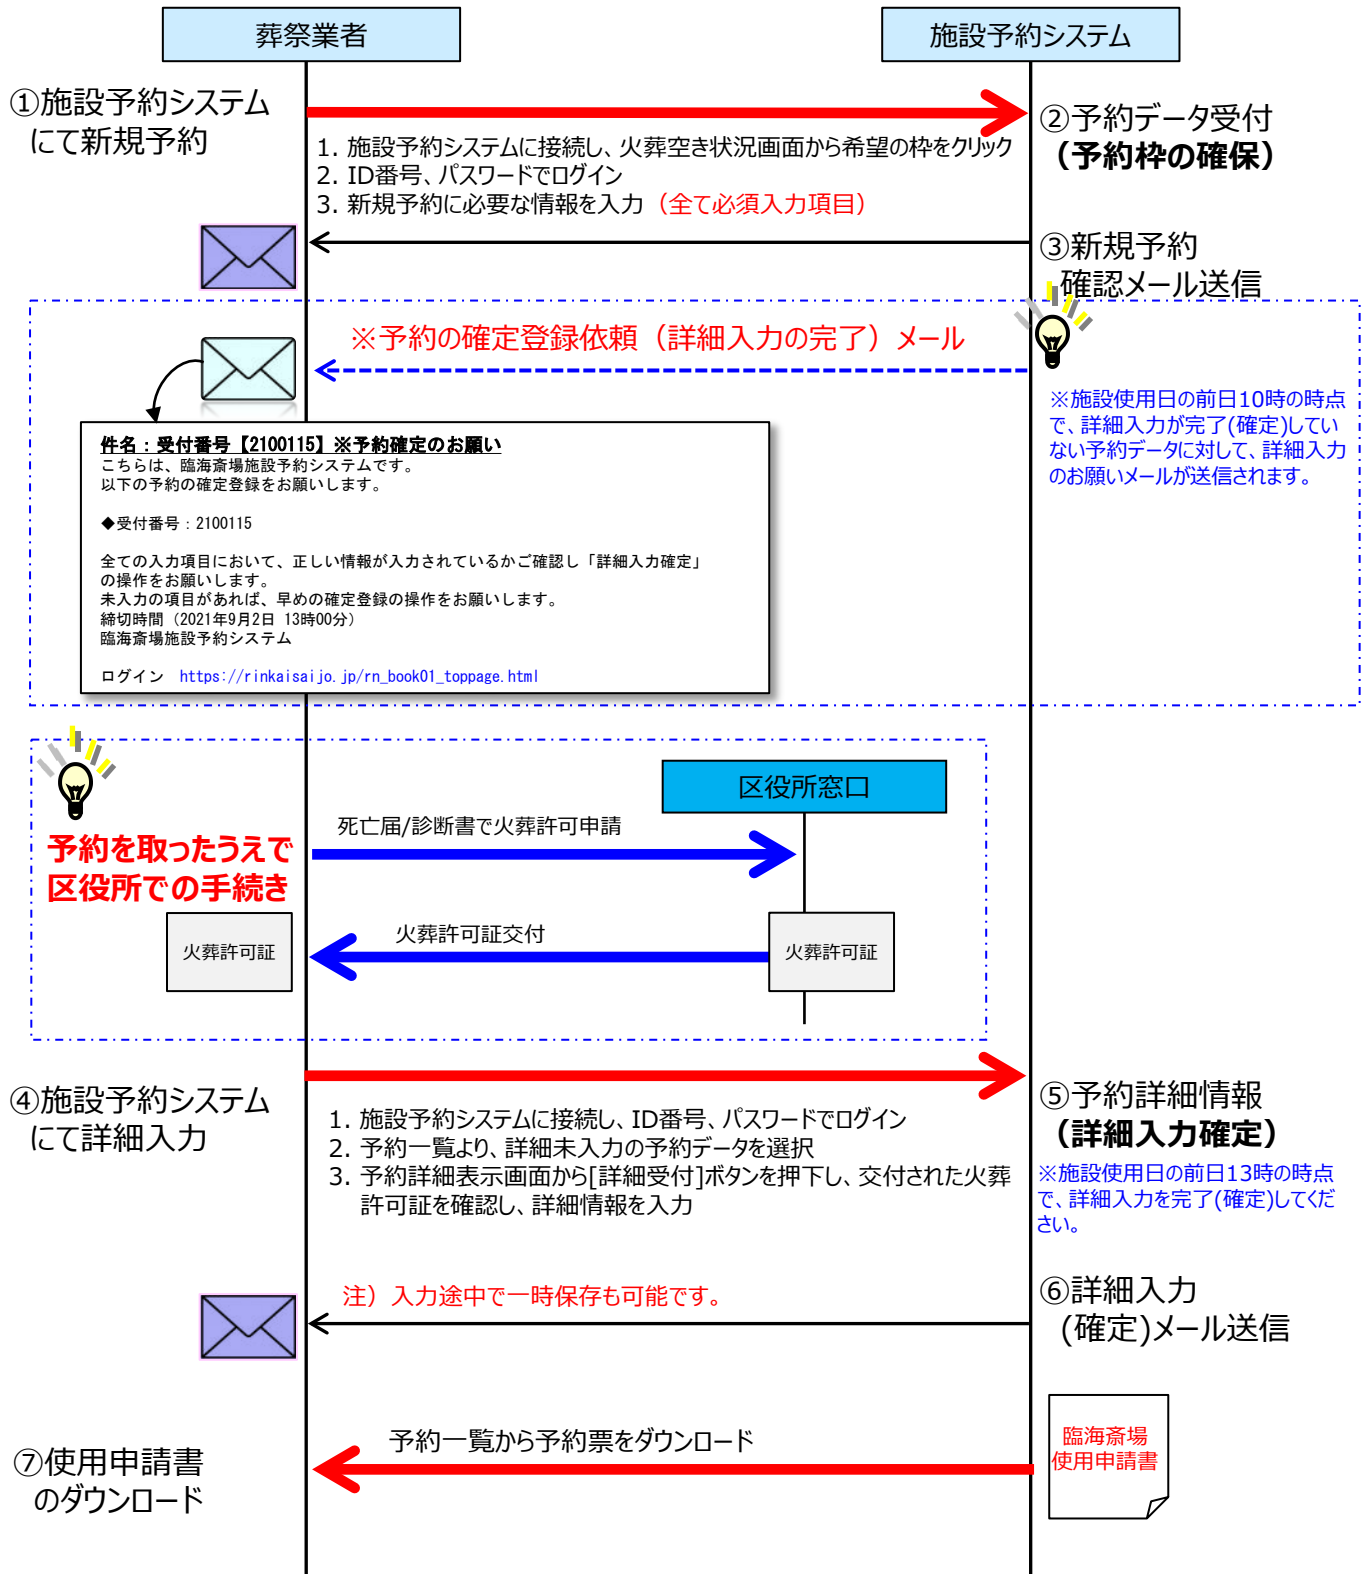 葬祭業者
施設予約システム
①施設予約システム
にて新規予約
②予約データ受付
（予約枠の確保）
1. 施設予約システムに接続し、火葬空き状況画面から希望の枠をクリック
2. ID番号、パスワードでログイン
3. 新規予約に必要な情報を入力（全て必須入力項目）
③新規予約
確認メール送信
※予約の確定登録依頼（詳細入力の完了）メール
※施設使用日の前日10時の時点
で、詳細入力が完了(確定)してい
ない予約データに対して、詳細入力
のお願いメールが送信されます。
件名：受付番号【2100115】※予約確定のお願い
こちらは、臨海斎場施設予約システムです。
以下の予約の確定登録をお願いします。
◆受付番号：2100115
全ての入力項目において、正しい情報が入力されているかご確認し「詳細入力確定」
の操作をお願いします。
未入力の項目があれば、早めの確定登録の操作をお願いします。
締切時間（2021年9月2日 13時00分）
臨海斎場施設予約システム
ログイン https://rinkaisaijo.jp/rn_book01_toppage.html
区役所窓口
死亡届/診断書で火葬許可申請
予約を取ったうえで
区役所での手続き
火葬許可証交付
火葬許可証
火葬許可証
④施設予約システム
にて詳細入力
⑤予約詳細情報
（詳細入力確定）
1. 施設予約システムに接続し、ID番号、パスワードでログイン
2. 予約一覧より、詳細未入力の予約データを選択
3. 予約詳細表示画面から[詳細受付]ボタンを押下し、交付された火葬
許可証を確認し、詳細情報を入力
※施設使用日の前日13時の時点
で、詳細入力を完了(確定)してくだ
さい。
注）入力途中で一時保存も可能です。
⑥詳細入力
(確定)メール送信
予約一覧から予約票をダウンロード
臨海斎場
使用申請書
⑦使用申請書
のダウンロード